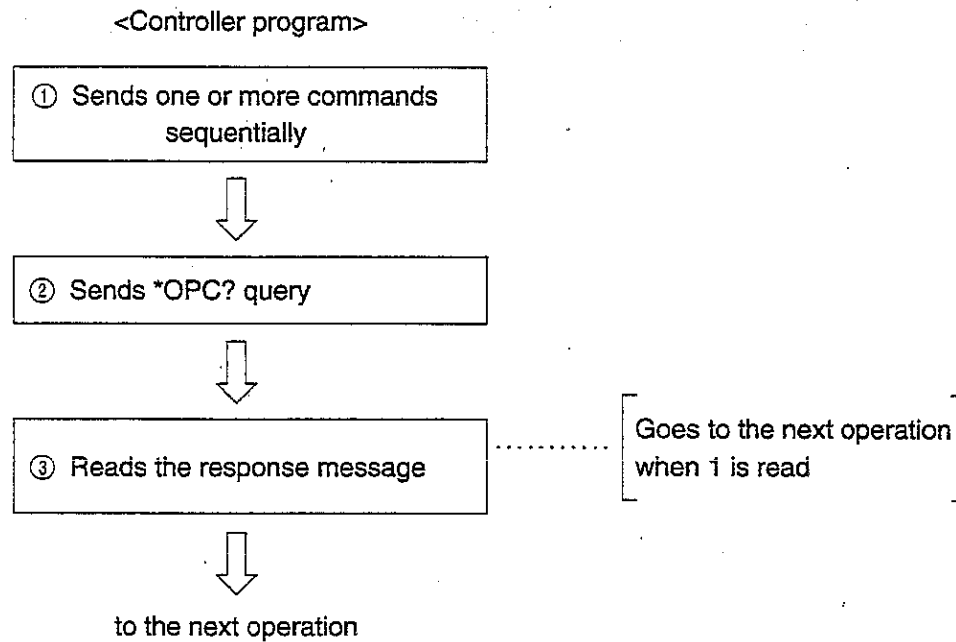 <Controller program>
① Sends one or more commands
sequentially
② Sends *OPC? query
③ Reads the response message
Goes to the next operation
when 1 is read
to the next operation